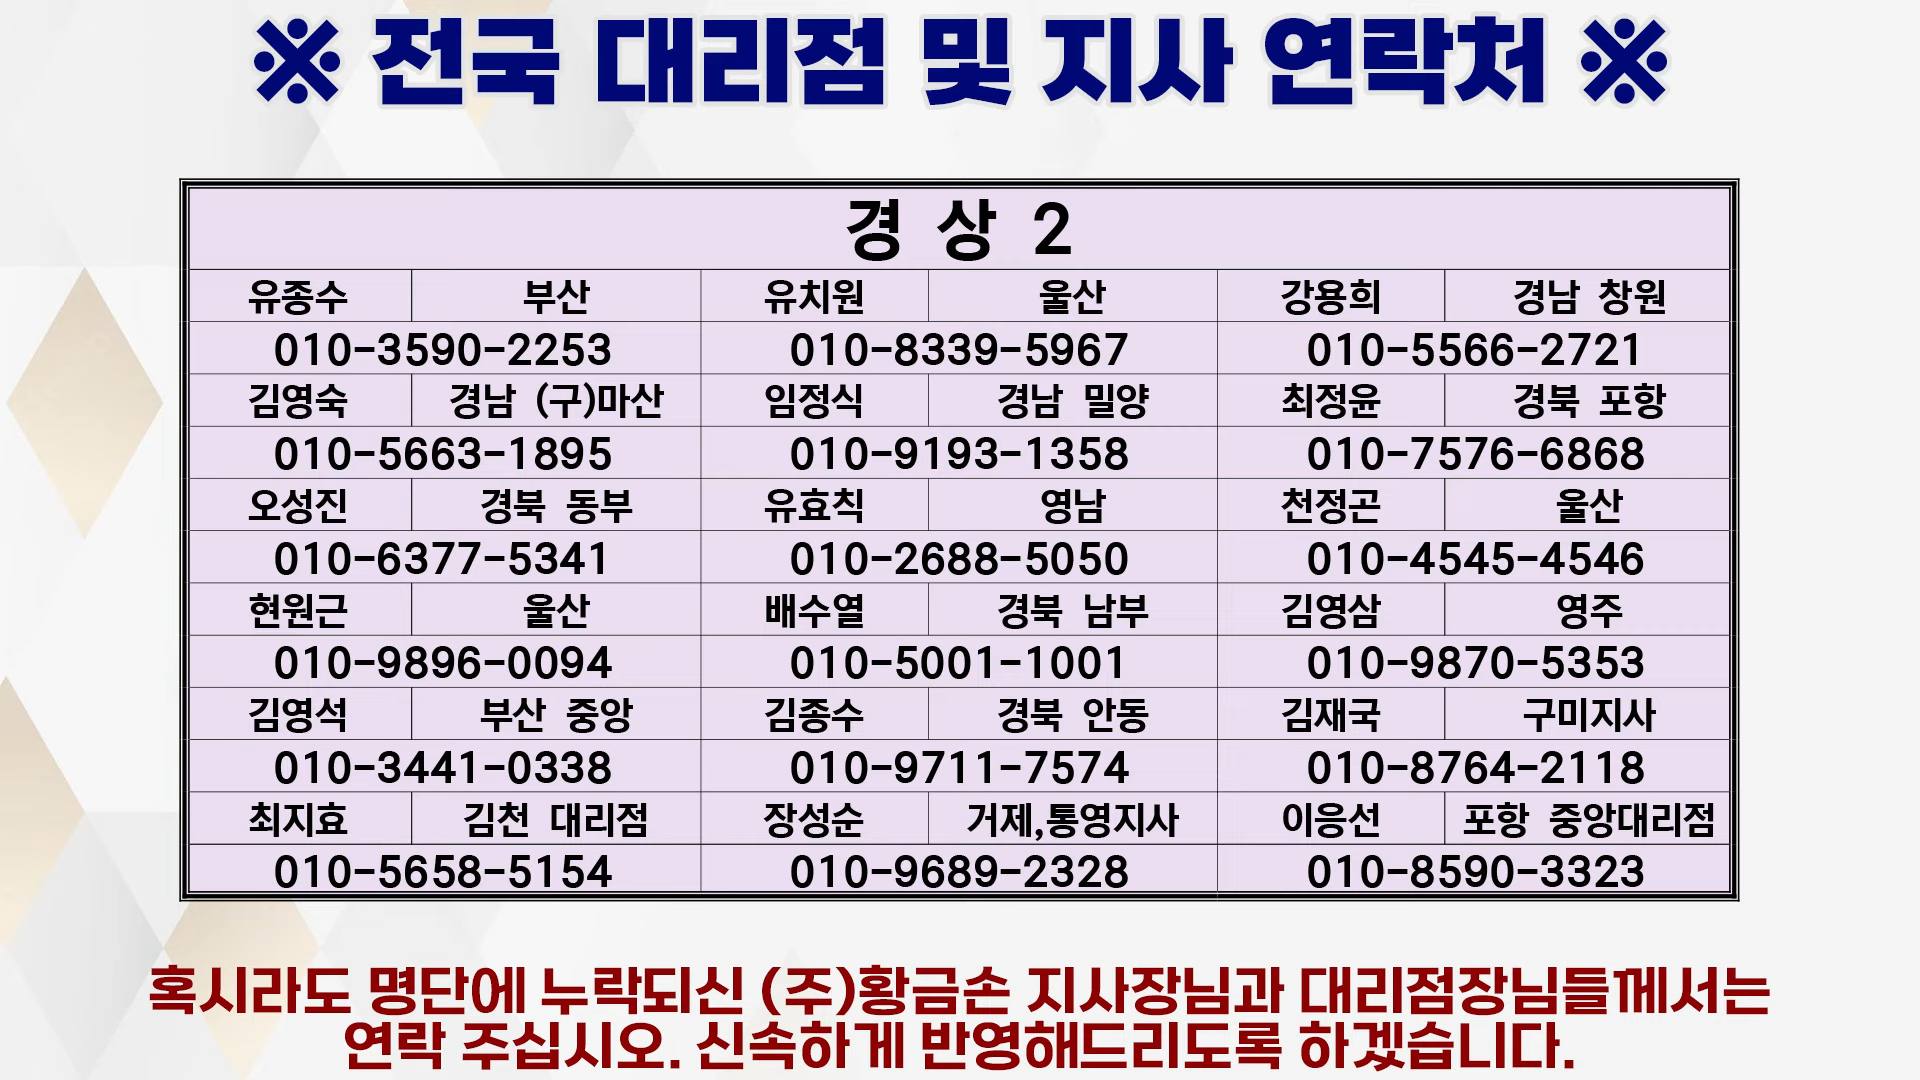 ※ 전국 대리점 및 지사 연락처 ※
경 상 2
유종수 부산 유치원 울산 강용희 경남 창원
010-3590-2253 010-8339-5967 010-5566-2721
김영숙 경남 (구)마산 임정식 경남 밀양 최정윤 경북 포항
010-5663-1895 010-9193-1358 010-7576-6868
오성진 경북 동부 유효칙 영남 천정곤 울산
010-6377-5341 010-2688-5050 010-4545-4546
현원근 울산 배수열 경북 남부 김영삼 영주
010-9896-0094 010-5001-1001 010-9870-5353
김영석 부산 중앙 김종수 경북 안동 김재국 구미지사
010-3441-0338 010-9711-7574 010-8764-2118
최지효 김천 대리점 장성순 거제,통영지사 이응선 포항 중앙대리점
010-5658-5154 010-9689-2328 010-8590-3323
혹시라도 명단에 누락되신 (주)황금손 지사장님과 대리점장님들께서는
연락 주십시오. 신속하게 반영해드리도록 하겠습니다.